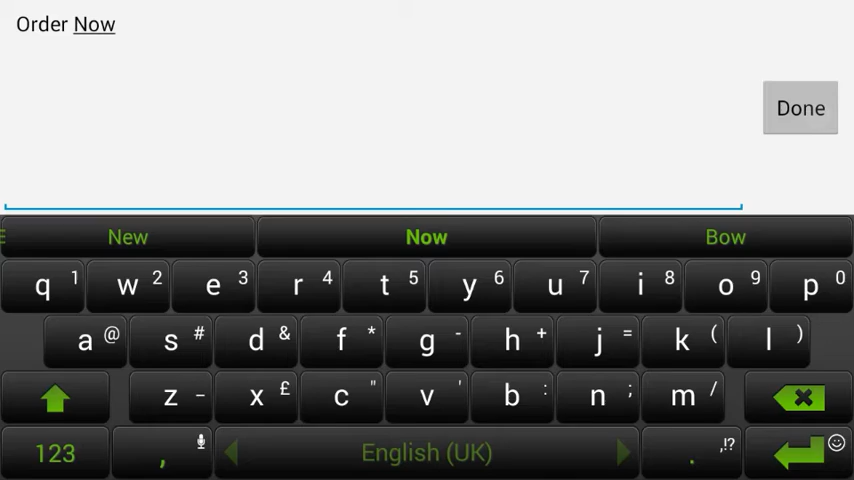 Order Now
Done
New Now Bow
q 1 w 2 e 3 r 4 t 5 y 6 u 7 i 8 o 9 p 0
a @ s # d & f * g - h + j = k ( l )
z _ x £ c " v ' b : n ; m /
123 , English (UK) . ,!?